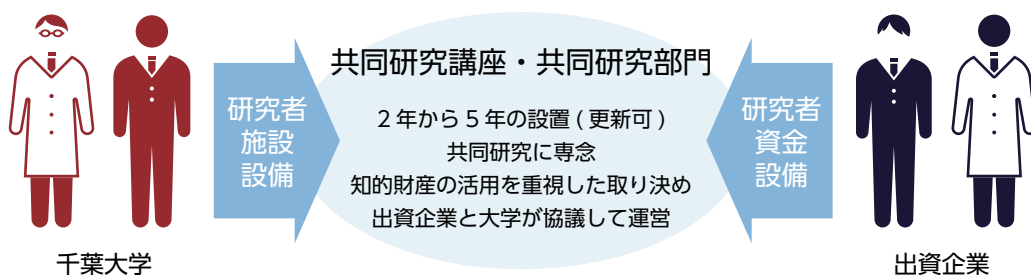 共同研究講座・共同研究部門
2年から5年の設置(更新可)
共同研究に専念
知的財産の活用を重視した取り決め
出資企業と大学が協議して運営
研究者
施設
設備
研究者
資金
設備
千葉大学
出資企業